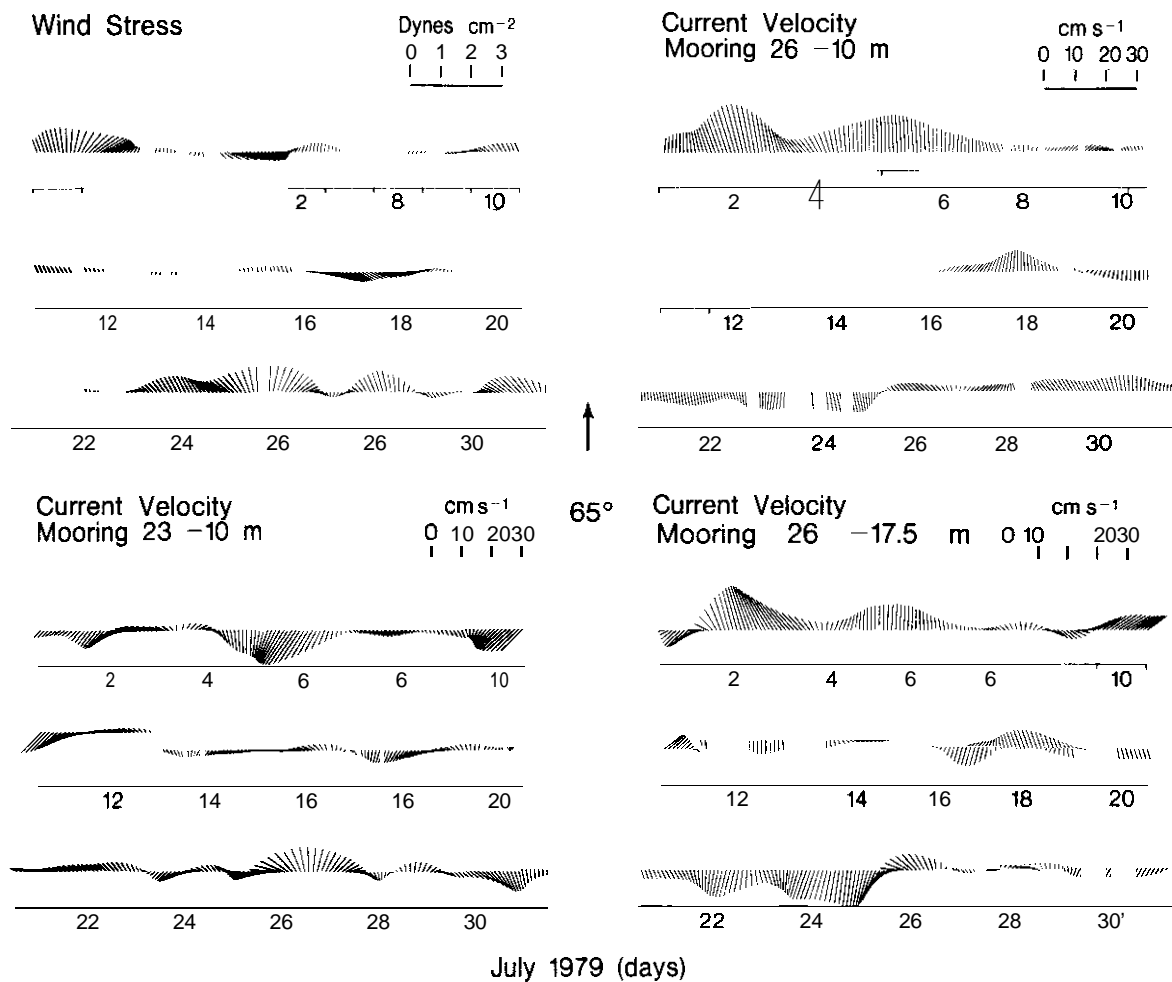 Wind Stress
Dynes cm−2
0 1 2 3
2 8 10
12 14 16 18 20
22 24 26 26 30
Current Velocity
Mooring 26 −10 m
cm s−1
0 10 20 30
2 4 6 8 10
12 14 16 18 20
22 24 26 28 30
65°
Current Velocity
Mooring 23 −10 m
cm s−1
0 10 2030
2 4 6 6 10
12 14 16 16 20
22 24 26 28 30
Current Velocity
Mooring 26 −17.5 m
cm s−1
0 10 2030
2 4 6 6 10
12 14 16 18 20
22 24 26 28 30'
July 1979 (days)